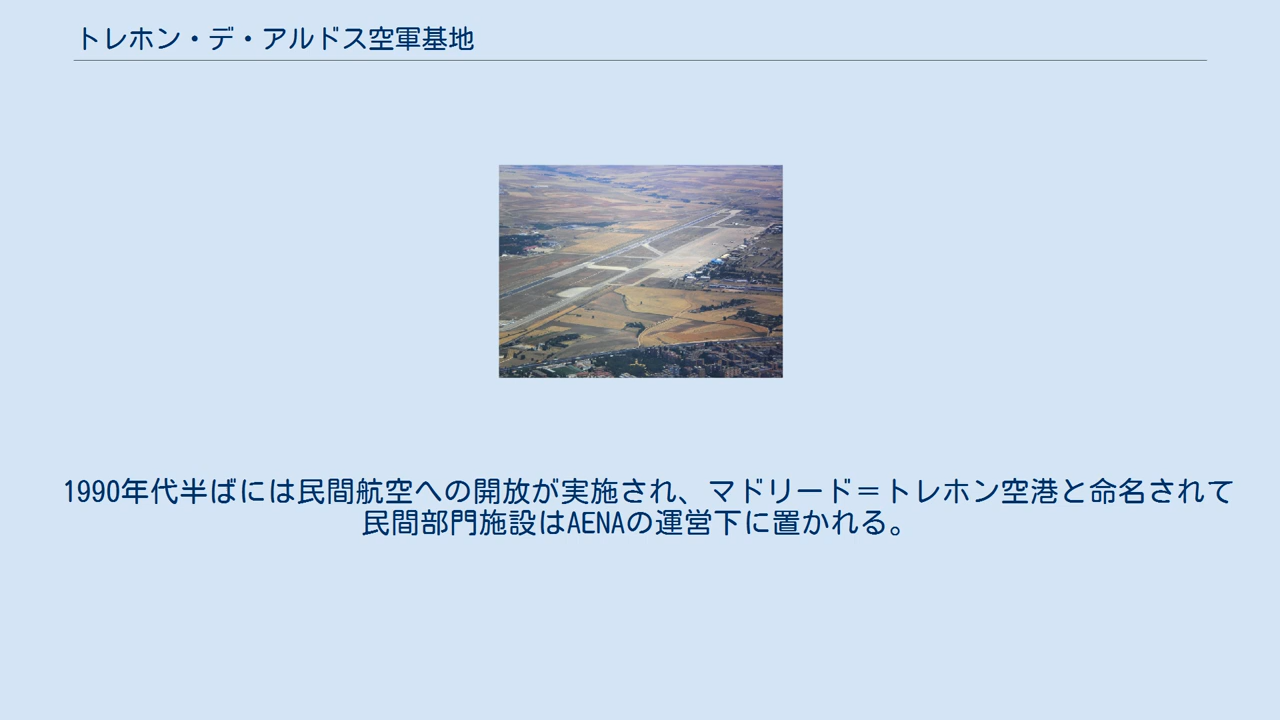 トレホン・デ・アルドス空軍基地
1990年代半ばには民間航空への開放が実施され、マドリード＝トレホン空港と命名されて
民間部門施設はAENAの運営下に置かれる。